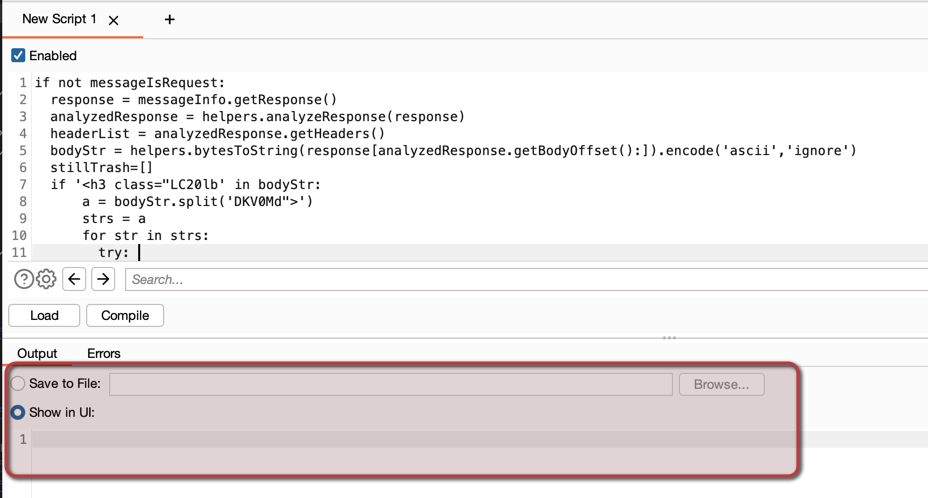 New Script 1 × +
Enabled
1 if not messageIsRequest:
2 response = messageInfo.getResponse()
3 analyzedResponse = helpers.analyzeResponse(response)
4 headerList = analyzedResponse.getHeaders()
5 bodyStr = helpers.bytesToString(response[analyzedResponse.getBodyOffset():]).encode('ascii','ignore')
6 stillTrash=[]
7 if '<h3 class="LC20lb' in bodyStr:
8 a = bodyStr.split('DKV0Md">')
9 strs = a
10 for str in strs:
11 try:
Search...
Load Compile
Output Errors
Save to File: Browse...
Show in UI:
1